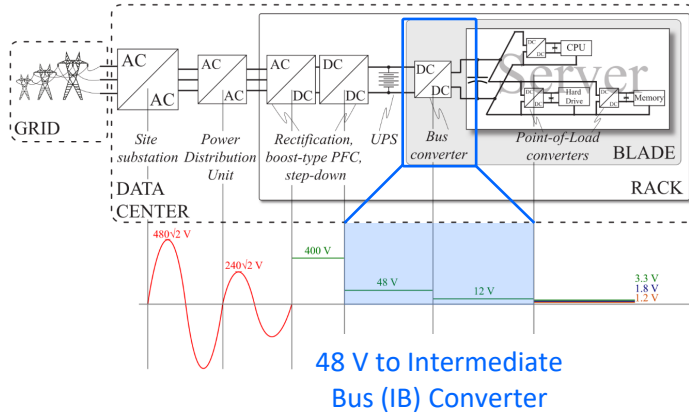 GRID
DATA
CENTER
RACK
BLADE
Server
AC
AC
AC
AC
AC
DC
DC
DC
DC
DC
DC
DC
CPU
DC
DC
Hard
Drive
DC
DC
Memory
Site
substation
Power
Distribution
Unit
Rectification,
boost-type PFC,
step-down
UPS
Bus
converter
Point-of-Load
converters
480√2 V
240√2 V
400 V
48 V
12 V
3.3 V
1.8 V
1.2 V
48 V to Intermediate
Bus (IB) Converter